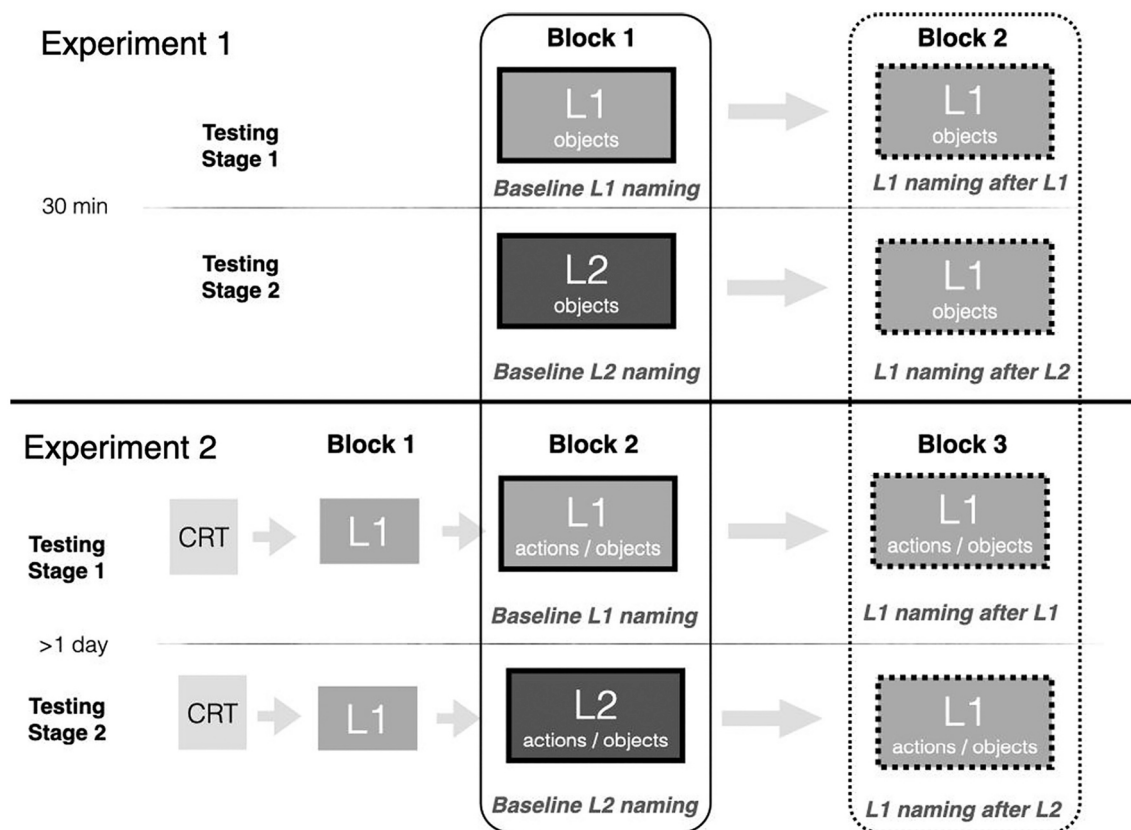 Experiment 1
Block 1
Block 2
Testing
Stage 1
L1
objects
L1
objects
Baseline L1 naming
L1 naming after L1
30 min
Testing
Stage 2
L2
objects
L1
objects
Baseline L2 naming
L1 naming after L2
Experiment 2
Block 1
Block 2
Block 3
Testing
Stage 1
CRT
L1
L1
actions / objects
L1
actions / objects
Baseline L1 naming
L1 naming after L1
>1 day
Testing
Stage 2
CRT
L1
L2
actions / objects
L1
actions / objects
Baseline L2 naming
L1 naming after L2